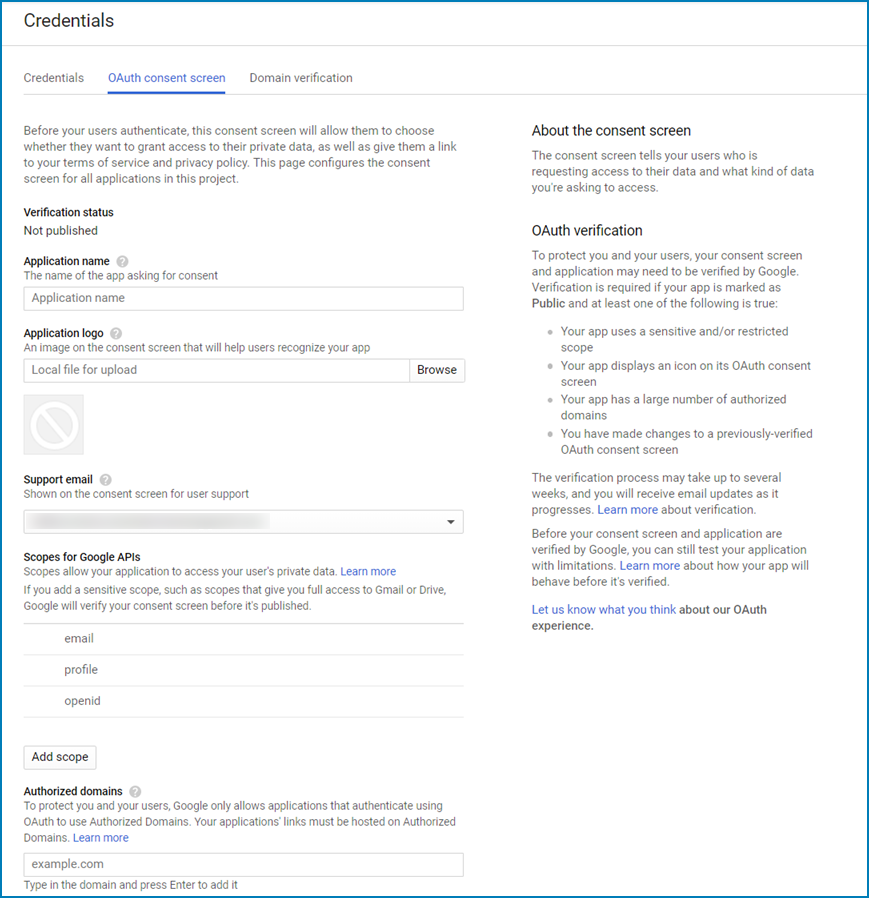 Credentials
Credentials
OAuth consent screen
Domain verification
Before your users authenticate, this consent screen will allow them to choose
whether they want to grant access to their private data, as well as give them a link
to your terms of service and privacy policy. This page configures the consent
screen for all applications in this project.
Verification status
Not published
Application name
The name of the app asking for consent
Application name
Application logo
An image on the consent screen that will help users recognize your app
Local file for upload
Browse
Support email
Shown on the consent screen for user support
Scopes for Google APIs
Scopes allow your application to access your user's private data. Learn more
If you add a sensitive scope, such as scopes that give you full access to Gmail or Drive,
Google will verify your consent screen before it's published.
email
profile
openid
Add scope
Authorized domains
To protect you and your users, Google only allows applications that authenticate using
OAuth to use Authorized Domains. Your applications' links must be hosted on Authorized
Domains. Learn more
example.com
Type in the domain and press Enter to add it
About the consent screen
The consent screen tells your users who is
requesting access to their data and what kind of data
you're asking to access.
OAuth verification
To protect you and your users, your consent screen
and application may need to be verified by Google.
Verification is required if your app is marked as
Public and at least one of the following is true:
Your app uses a sensitive and/or restricted
scope
Your app displays an icon on its OAuth consent
screen
Your app has a large number of authorized
domains
You have made changes to a previously-verified
OAuth consent screen
The verification process may take up to several
weeks, and you will receive email updates as it
progresses. Learn more about verification.
Before your consent screen and application are
verified by Google, you can still test your application
with limitations. Learn more about how your app will
behave before it's verified.
Let us know what you think about our OAuth
experience.